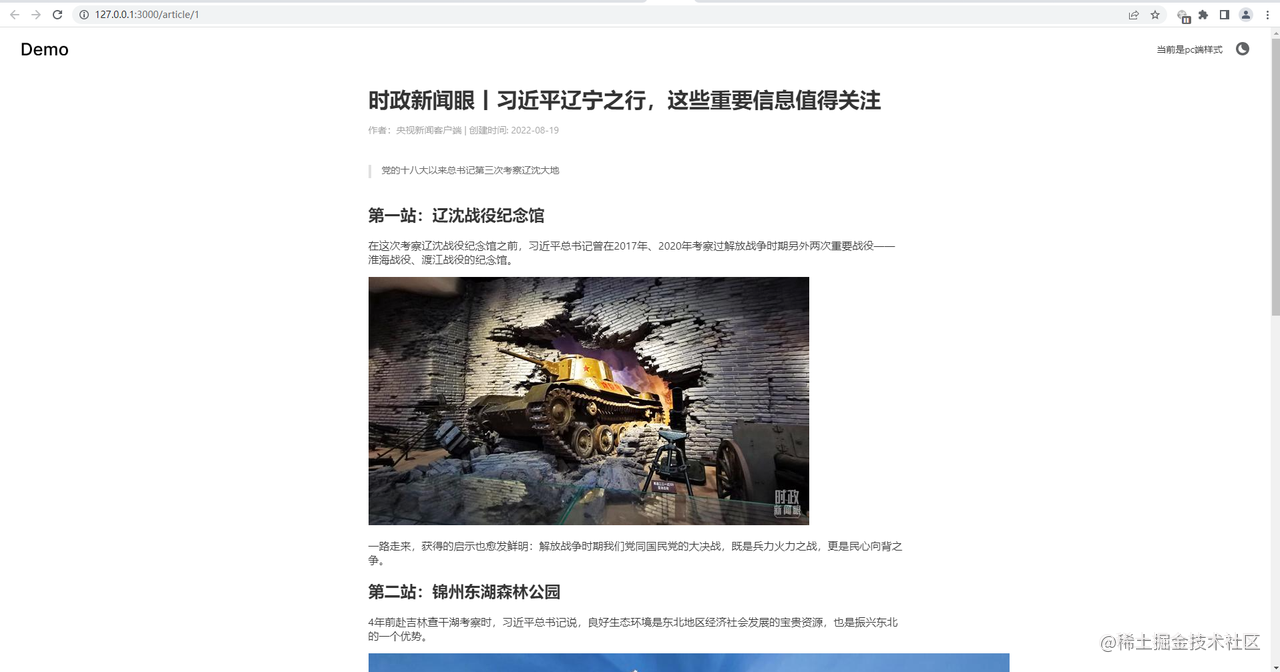 127.0.0.1:3000/article/1
Demo
当前是pc端样式
时政新闻眼丨习近平辽宁之行，这些重要信息值得关注
作者：央视新闻客户端 | 创建时间: 2022-08-19
党的十八大以来总书记第三次考察辽沈大地
第一站：辽沈战役纪念馆
在这次考察辽沈战役纪念馆之前，习近平总书记曾在2017年、2020年考察过解放战争时期另外两次重要战役——
淮海战役、渡江战役的纪念馆。
时政
新闻眼
一路走来，获得的启示也愈发鲜明：解放战争时期我们党同国民党的大决战，既是兵力火力之战，更是民心向背之
争。
第二站：锦州东湖森林公园
4年前赴吉林查干湖考察时，习近平总书记说，良好生态环境是东北地区经济社会发展的宝贵资源，也是振兴东北
的一个优势。
@稀土掘金技术社区